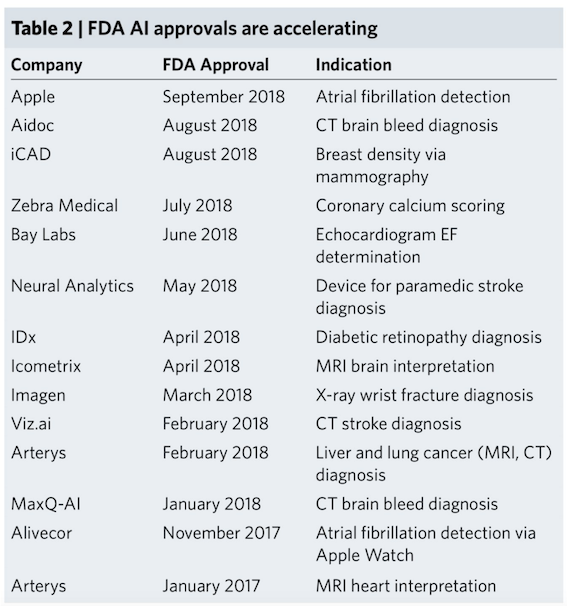 Table 2 | FDA AI approvals are accelerating
Company FDA Approval Indication
Apple September 2018 Atrial fibrillation detection
Aidoc August 2018 CT brain bleed diagnosis
iCAD August 2018 Breast density via
mammography
Zebra Medical July 2018 Coronary calcium scoring
Bay Labs June 2018 Echocardiogram EF
determination
Neural Analytics May 2018 Device for paramedic stroke
diagnosis
IDx April 2018 Diabetic retinopathy diagnosis
Icometrix April 2018 MRI brain interpretation
Imagen March 2018 X-ray wrist fracture diagnosis
Viz.ai February 2018 CT stroke diagnosis
Arterys February 2018 Liver and lung cancer (MRI, CT)
diagnosis
MaxQ-AI January 2018 CT brain bleed diagnosis
Alivecor November 2017 Atrial fibrillation detection via
Apple Watch
Arterys January 2017 MRI heart interpretation